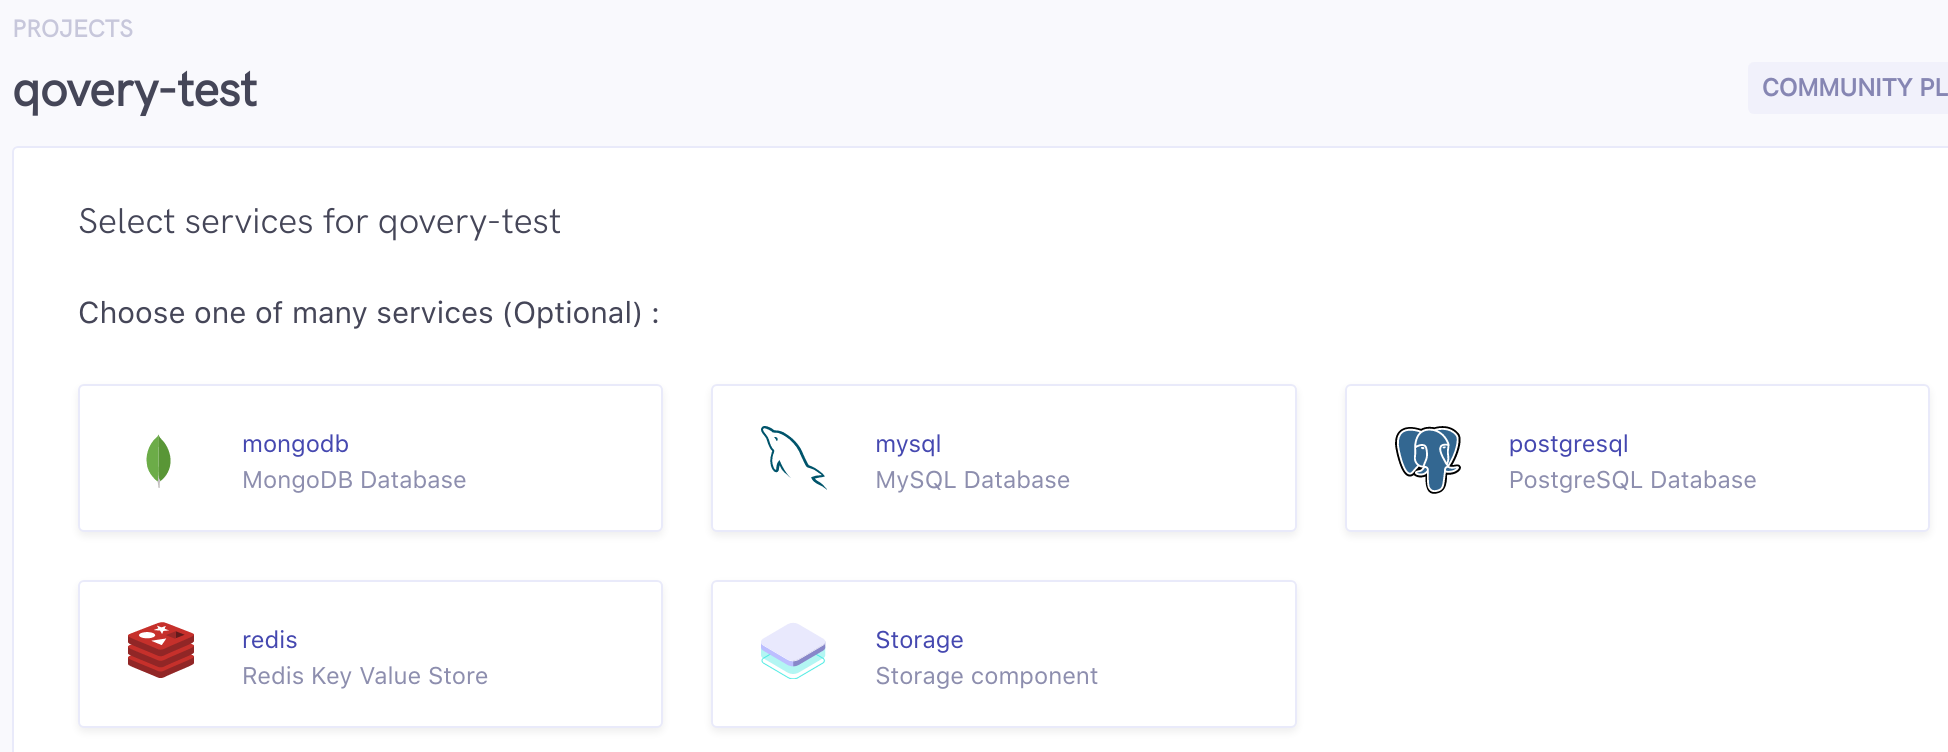 PROJECTS
qovery-test
COMMUNITY PL
Select services for qovery-test
Choose one of many services (Optional) :
mongodb
MongoDB Database
mysql
MySQL Database
postgresql
PostgreSQL Database
redis
Redis Key Value Store
Storage
Storage component